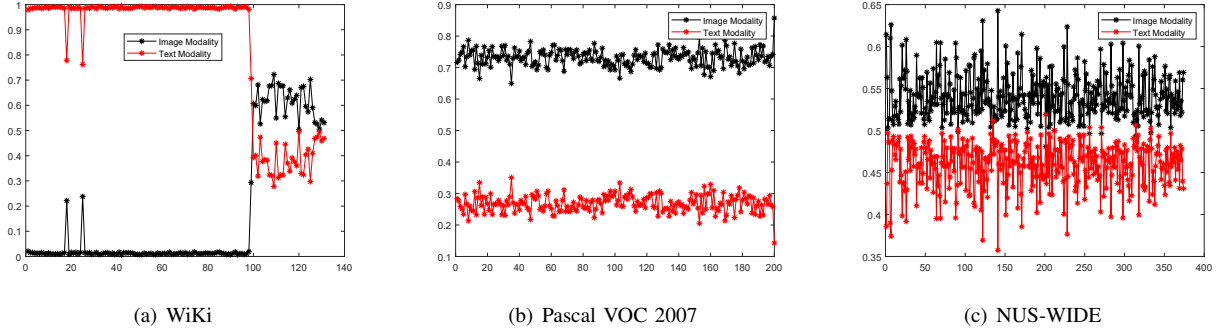 1
0.9
0.8
0.7
0.6
0.5
0.4
0.3
0.2
0.1
0
Image Modality
Text Modality
0 20 40 60 80 100 120 140
(a) WiKi
0.9
0.8
0.7
0.6
0.5
0.4
0.3
0.2
0.1
Image Modality
Text Modality
0 20 40 60 80 100 120 140 160 180 200
(b) Pascal VOC 2007
0.65
0.6
0.55
0.5
0.45
0.4
0.35
Image Modality
Text Modality
0 50 100 150 200 250 300 350 400
(c) NUS-WIDE